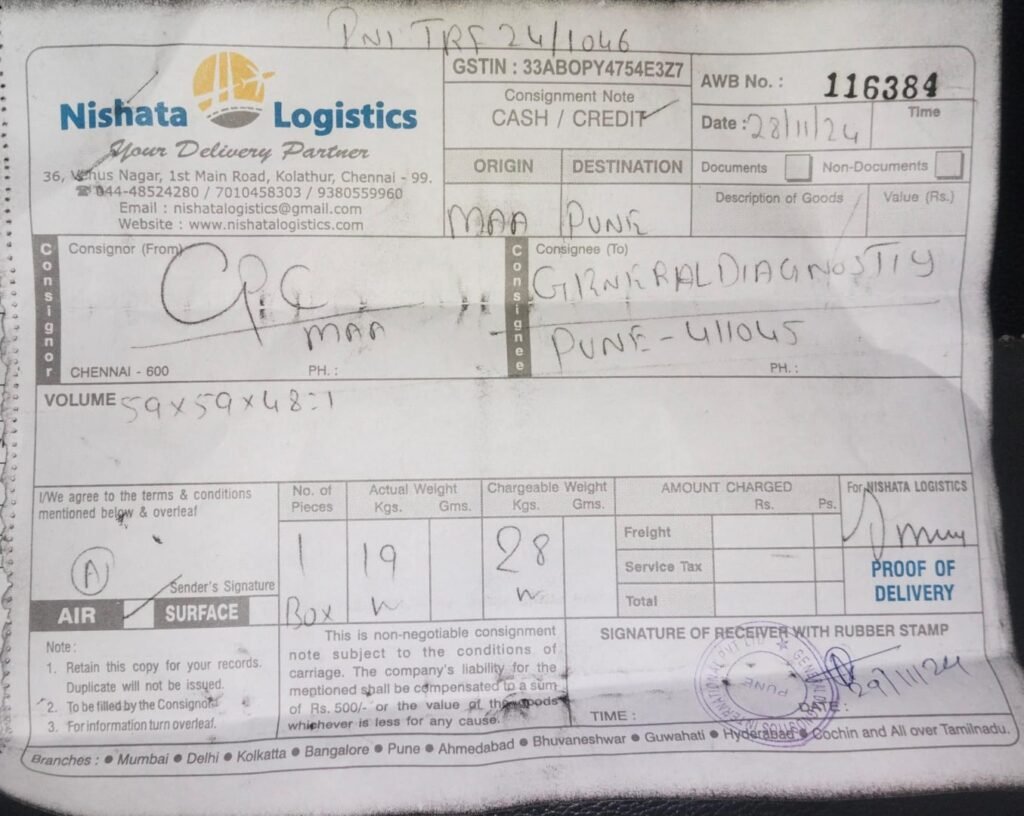 PNI TRF 24/1046
Nishata Logistics
Your Delivery Partner
36, Venus Nagar, 1st Main Road, Kolathur, Chennai - 99.
044-48524280 / 7010458303 / 9380559960
Email : nishatalogistics@gmail.com
Website : www.nishatalogistics.com
GSTIN : 33ABOPY4754E3Z7
Consignment Note
CASH / CREDIT
AWB No. : 116384
Date : 28/11/24 Time
ORIGIN DESTINATION
MAA PUNE
Documents Non-Documents
Description of Goods Value (Rs.)
Consignor
Consignor (From)
MAA
CHENNAI - 600 PH. :
Consignee
Consignee (To)
PUNE - 411045
PH. :
VOLUME 59x59x48:1
I/We agree to the terms & conditions
mentioned below & overleaf
A
Sender's Signature
AIR SURFACE
No. of Pieces
1
Box
Actual Weight
Kgs. Gms.
19
Chargeable Weight
Kgs. Gms.
28
AMOUNT CHARGED
Rs. Ps.
Freight
Service Tax
Total
For NISHATA LOGISTICS
PROOF OF
DELIVERY
Note :
1. Retain this copy for your records.
Duplicate will not be issued.
2. To be filled by the Consignor
3. For information turn overleaf.
This is non-negotiable consignment
note subject to the conditions of
carriage. The company's liability for the
mentioned shall be compensated to a sum
of Rs. 500/- or the value of the goods
whichever is less for any cause.
SIGNATURE OF RECEIVER WITH RUBBER STAMP
GENERAL DIAGNOSTICS INTERNATIONAL PVT LTD
PUNE
29/11/24
TIME : DATE :
Branches : ● Mumbai ● Delhi ● Kolkatta ● Bangalore ● Pune ● Ahmedabad ● Bhuvaneshwar ● Guwahati ● Hyderabad ● Cochin and All over Tamilnadu.